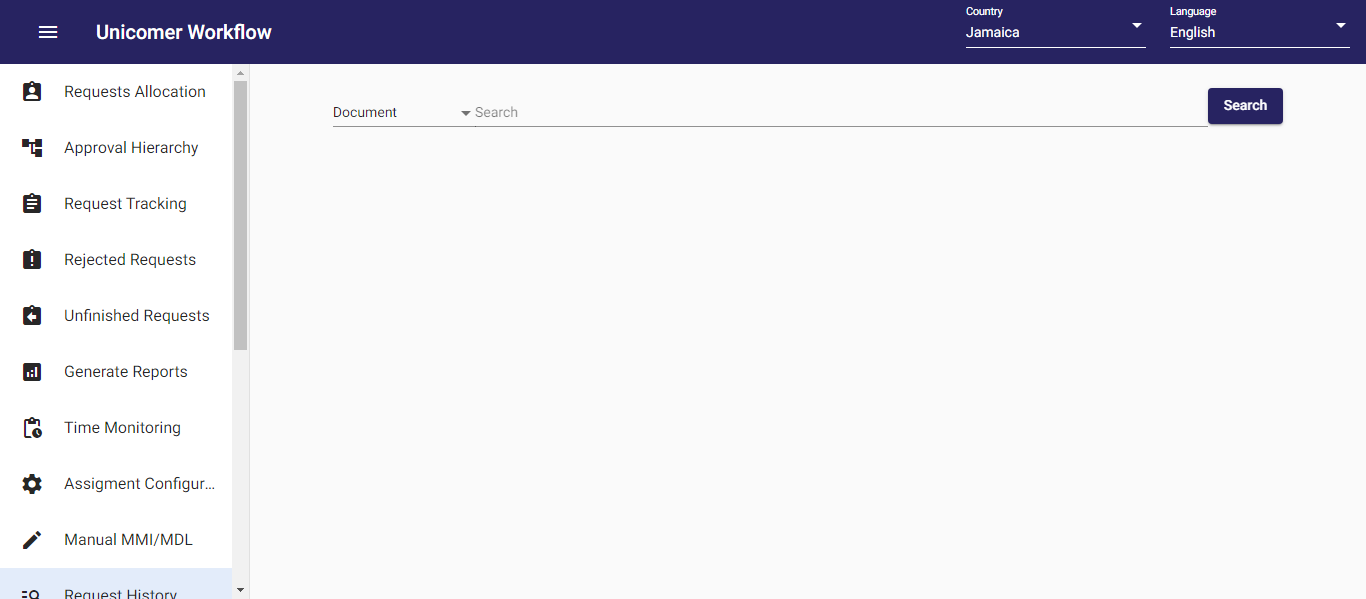 Unicomer Workflow
Country
Jamaica
Language
English
Requests Allocation
Approval Hierarchy
Request Tracking
Rejected Requests
Unfinished Requests
Generate Reports
Time Monitoring
Assigment Configur...
Manual MMI/MDL
Request History
Document
Search
Search